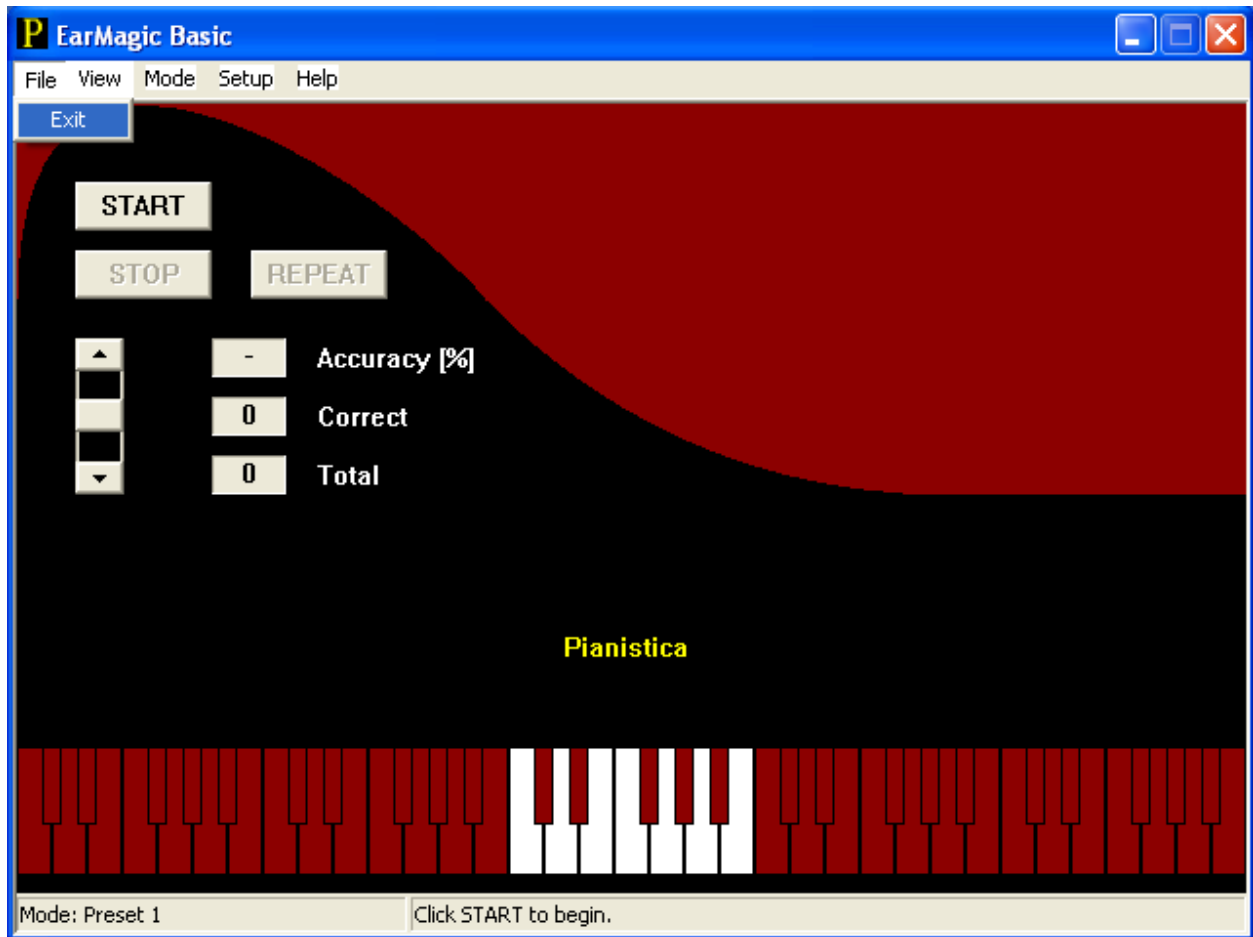 P EarMagic Basic
File View Mode Setup Help
Exit
START
STOP REPEAT
- Accuracy [%]
0 Correct
0 Total
Pianistica
Mode: Preset 1 Click START to begin.